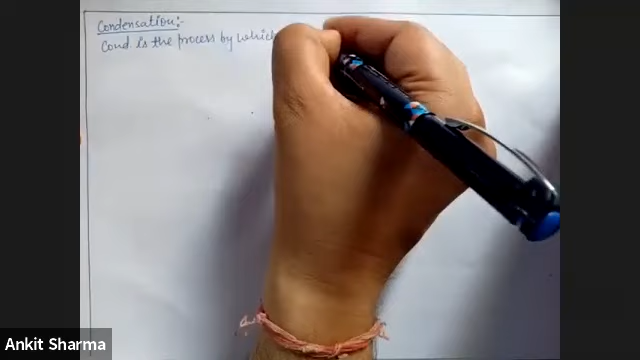 Condensation:-
Cond. is the process by which
Ankit Sharma